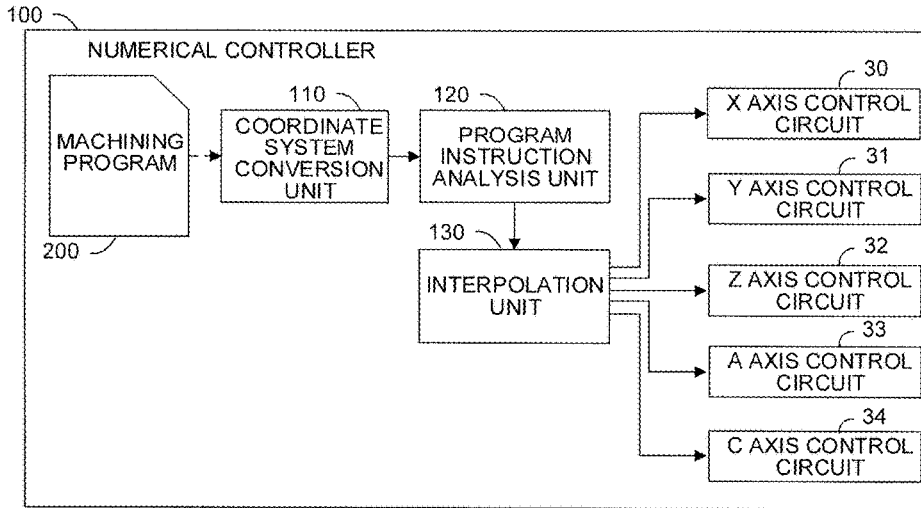 100
NUMERICAL CONTROLLER
MACHINING
PROGRAM
200
110
COORDINATE
SYSTEM
CONVERSION
UNIT
120
PROGRAM
INSTRUCTION
ANALYSIS UNIT
130
INTERPOLATION
UNIT
30
X AXIS CONTROL
CIRCUIT
31
Y AXIS CONTROL
CIRCUIT
32
Z AXIS CONTROL
CIRCUIT
33
A AXIS CONTROL
CIRCUIT
34
C AXIS CONTROL
CIRCUIT